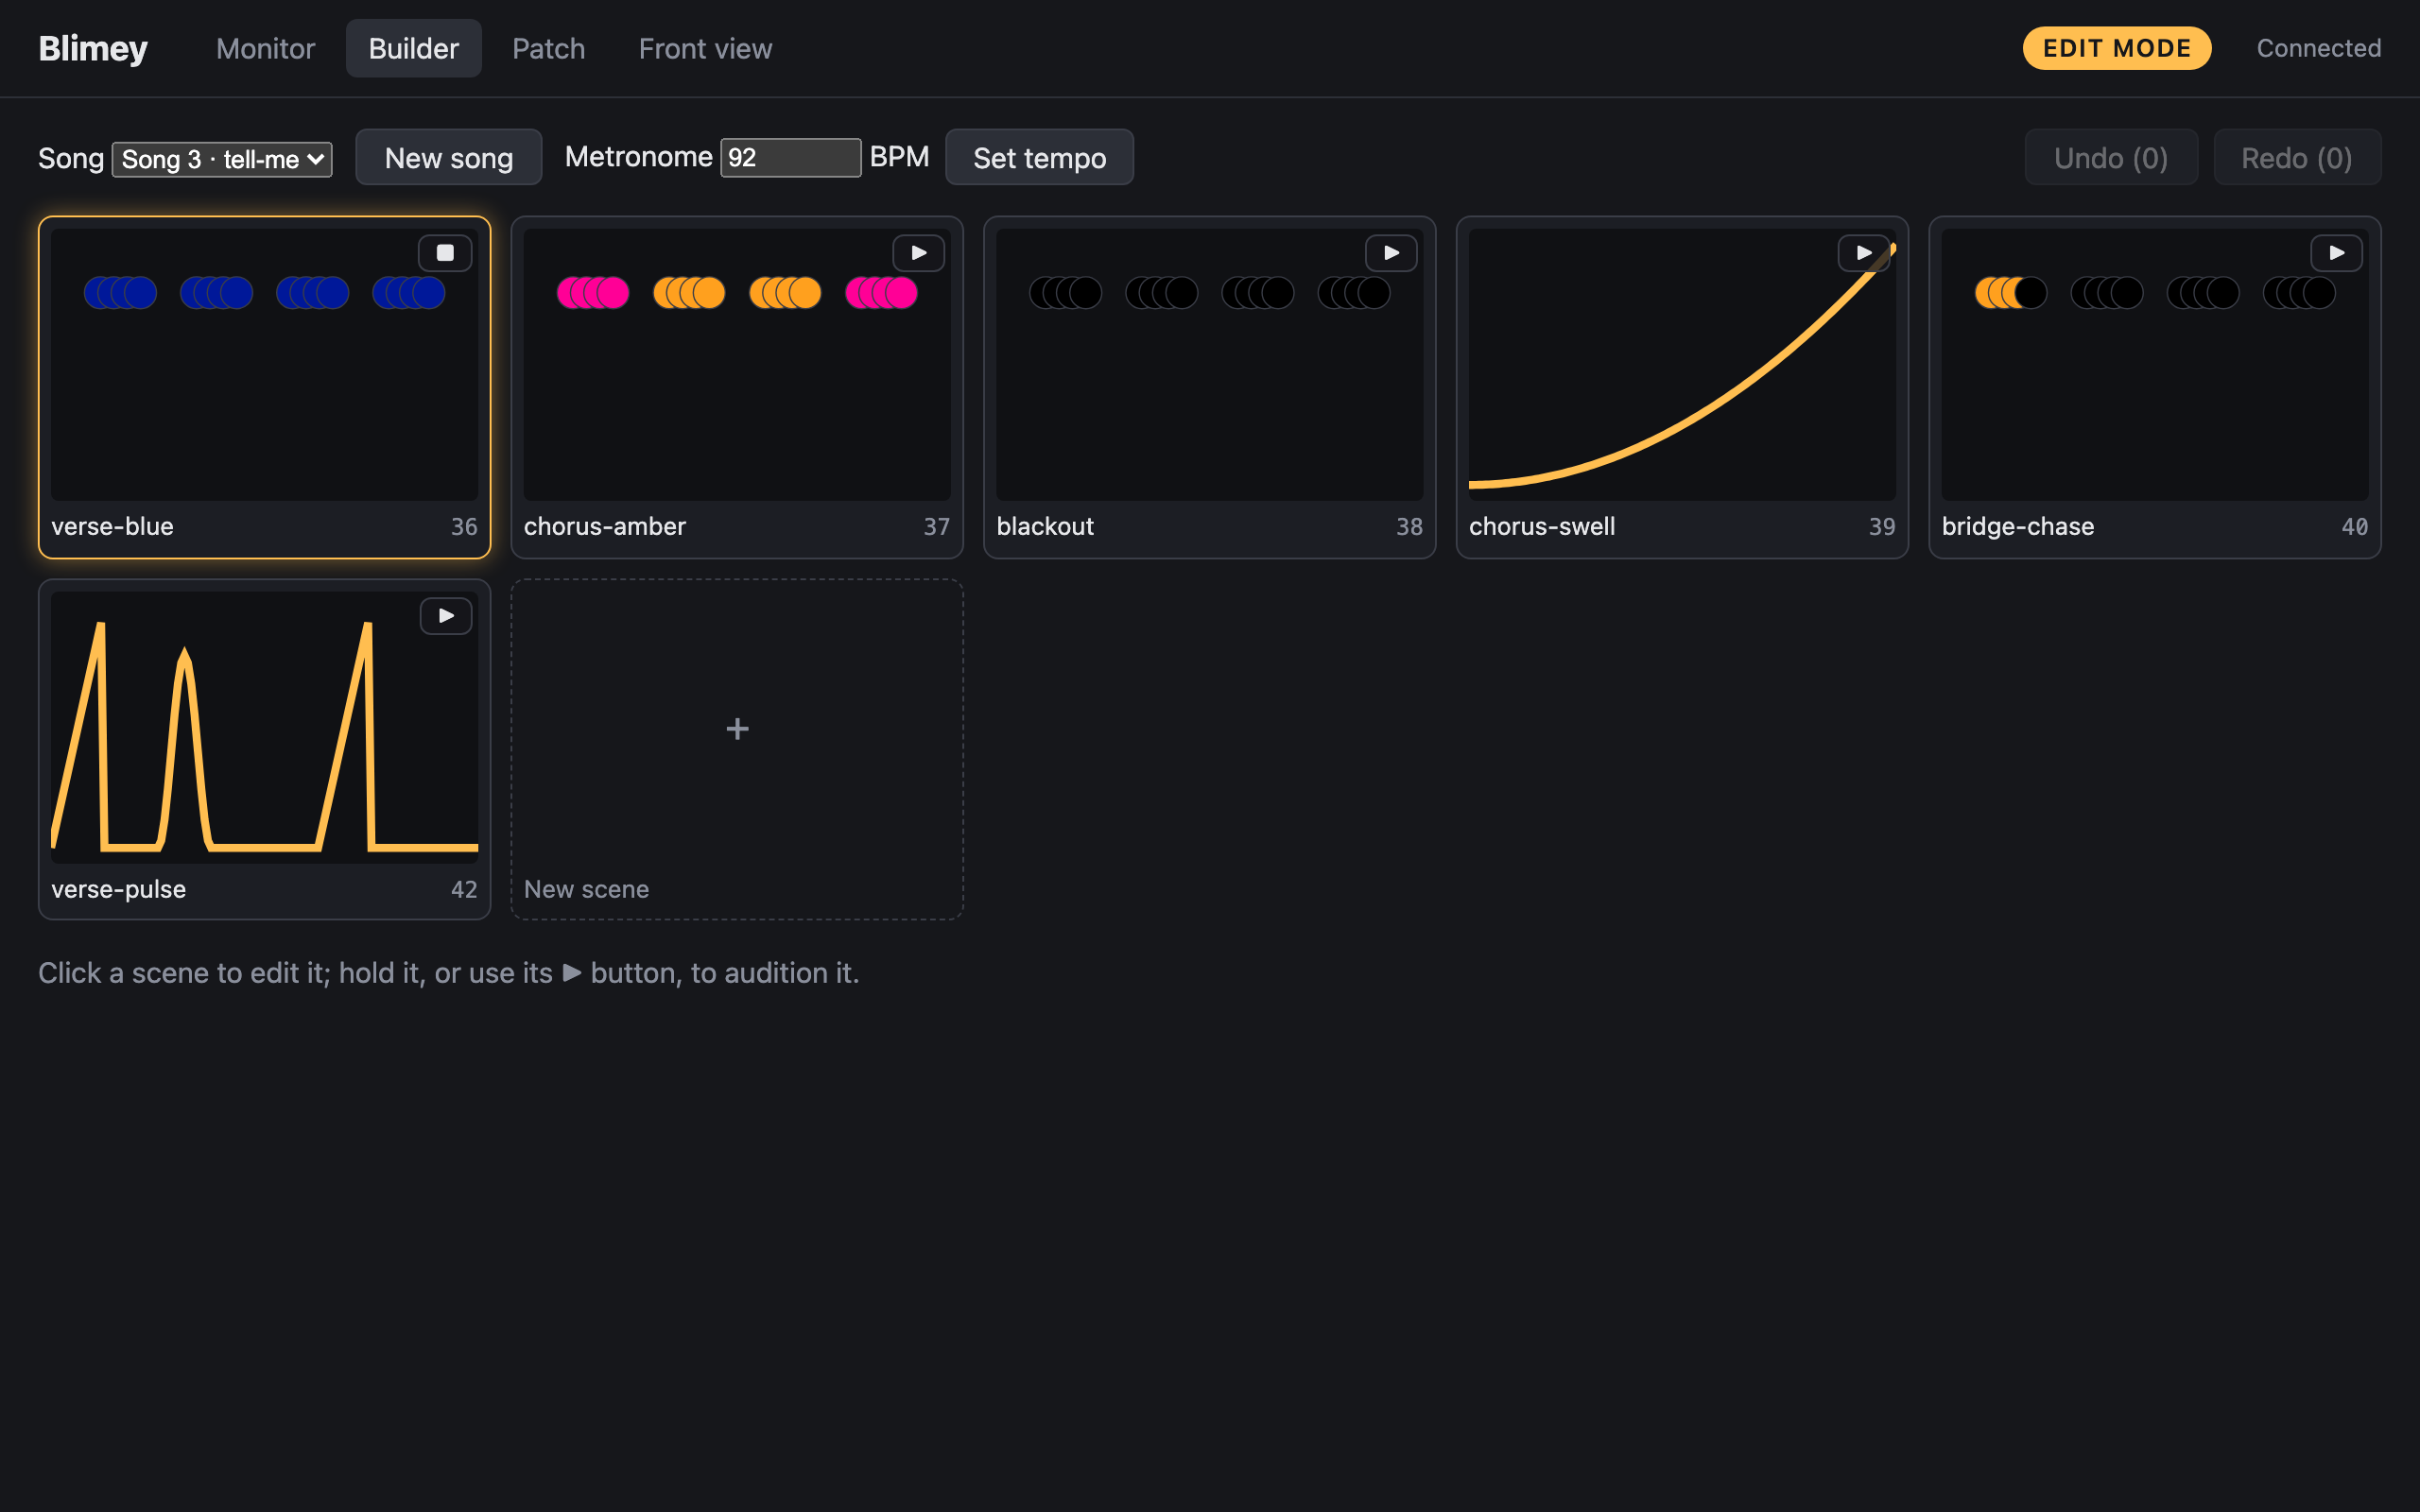 Blimey Monitor Builder Patch Front view EDIT MODE Connected
Song Song 3 · tell-me New song Metronome 92 BPM Set tempo Undo (0) Redo (0)
verse-blue 36 chorus-amber 37 blackout 38 chorus-swell 39 bridge-chase 40
+
verse-pulse 42 New scene
Click a scene to edit it; hold it, or use its ▶ button, to audition it.